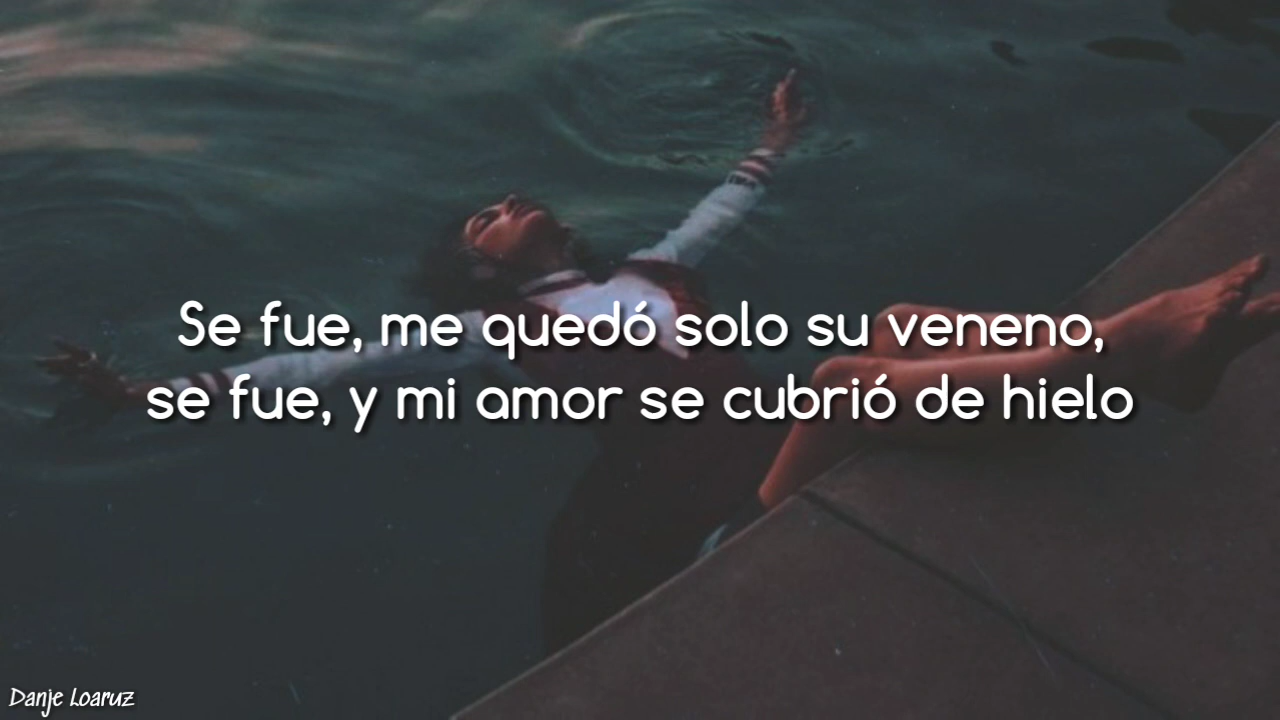 Se fue, me quedó solo su veneno,
se fue, y mi amor se cubrió de hielo
Danje Loaruz